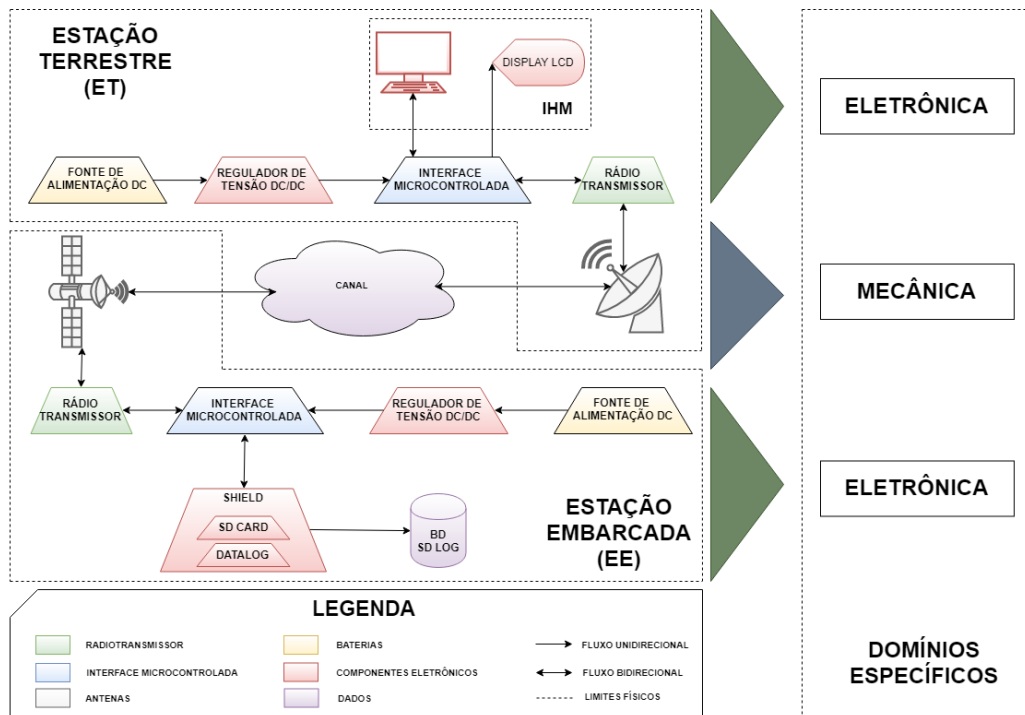 ESTAÇÃO
TERRESTRE
(ET)
DISPLAY LCD
IHM
FONTE DE
ALIMENTAÇÃO DC
REGULADOR DE
TENSÃO DC/DC
INTERFACE
MICROCONTROLADA
RÁDIO
TRANSMISSOR
CANAL
RÁDIO
TRANSMISSOR
INTERFACE
MICROCONTROLADA
REGULADOR DE
TENSÃO DC/DC
FONTE DE
ALIMENTAÇÃO DC
SHIELD
SD CARD
DATALOG
BD
SD LOG
ESTAÇÃO
EMBARCADA
(EE)
ELETRÔNICA
MECÂNICA
ELETRÔNICA
DOMÍNIOS
ESPECÍFICOS
LEGENDA
RADIOTRANSMISSOR
BATERIAS
FLUXO UNIDIRECIONAL
INTERFACE MICROCONTROLADA
COMPONENTES ELETRÔNICOS
FLUXO BIDIRECIONAL
ANTENAS
DADOS
LIMITES FÍSICOS